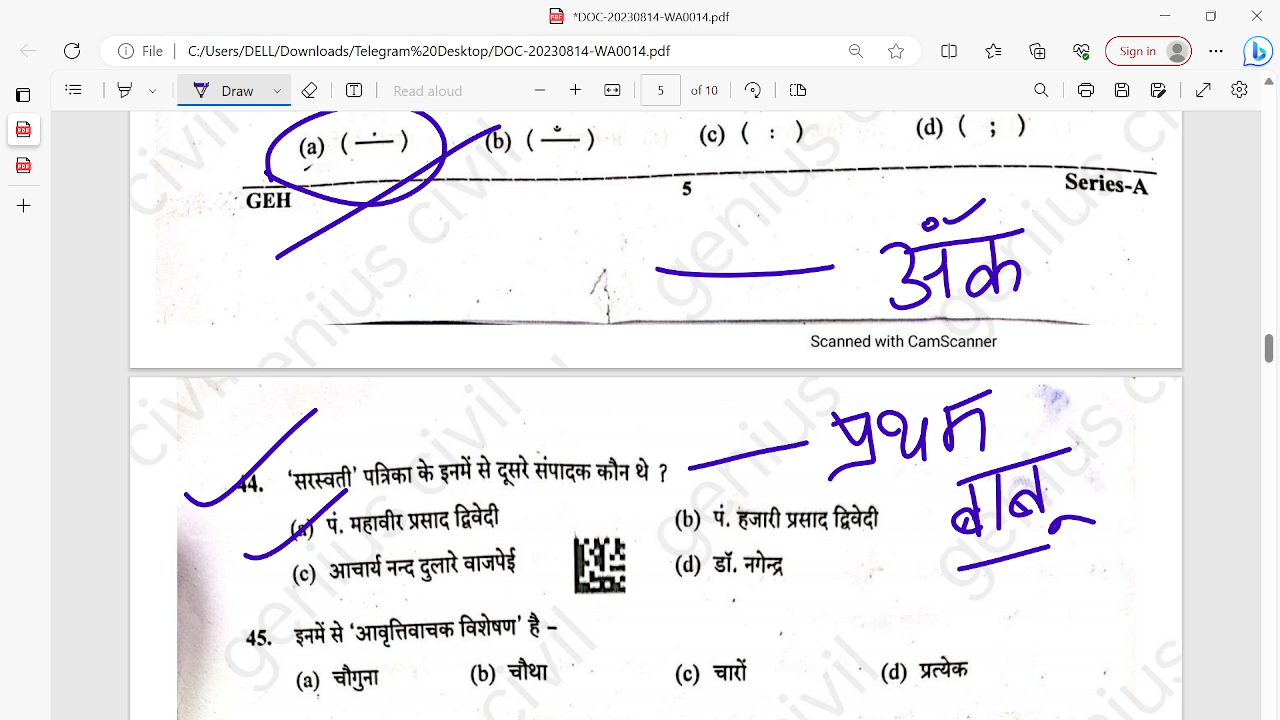 *DOC-20230814-WA0014.pdf
File | C:/Users/DELL/Downloads/Telegram%20Desktop/DOC-20230814-WA0014.pdf Sign in
Draw Read aloud 5 of 10
(a) ( ∸ ) (b) ( ) (c) ( : ) (d) ( ; )
GEH 5 Series-A
अंक
Scanned with CamScanner
प्रथम
44. 'सरस्वती' पत्रिका के इनमें से दूसरे संपादक कौन थे ?
बाबू
(a) पं. महावीर प्रसाद द्विवेदी (b) पं. हजारी प्रसाद द्विवेदी
(c) आचार्य नन्द दुलारे वाजपेई (d) डॉ. नगेन्द्र
45. इनमें से 'आवृत्तिवाचक विशेषण' है –
(a) चौगुना (b) चौथा (c) चारों (d) प्रत्येक
genius civil